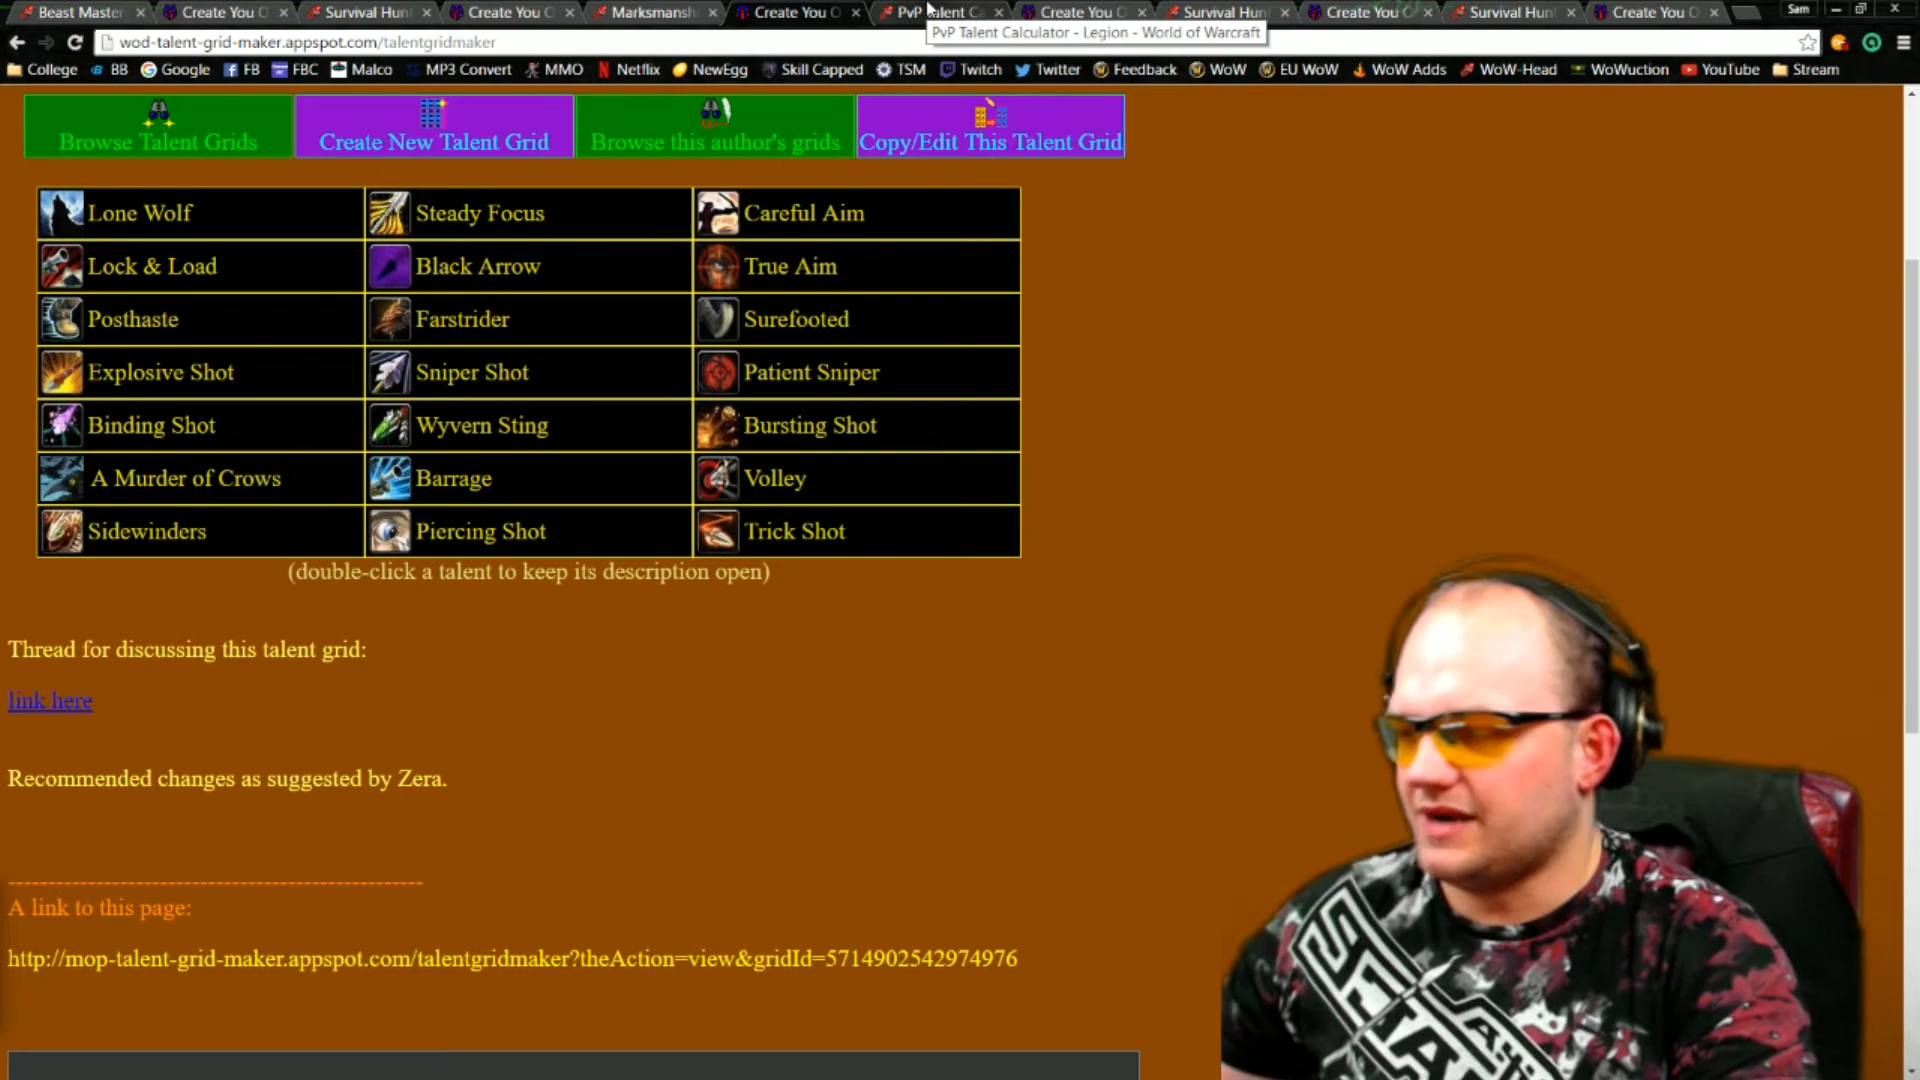 Beast Master
Create You O
Survival Hunt
Create You O
Marksmansh
Create You O
PvP Talent Ca
Create You O
Survival Hunt
Create You O
Survival Hunt
Create You O
Sam
wod-talent-grid-maker.appspot.com/talentgridmaker
PvP Talent Calculator - Legion - World of Warcraft
College BB Google FB FBC Malco MP3 Convert MMO Netflix NewEgg Skill Capped TSM Twitch Twitter Feedback WoW EU WoW WoW Adds WoW-Head WoWuction YouTube Stream
Browse Talent Grids
Create New Talent Grid
Browse this author's grids
Copy/Edit This Talent Grid
Lone Wolf Steady Focus Careful Aim
Lock & Load Black Arrow True Aim
Posthaste Farstrider Surefooted
Explosive Shot Sniper Shot Patient Sniper
Binding Shot Wyvern Sting Bursting Shot
A Murder of Crows Barrage Volley
Sidewinders Piercing Shot Trick Shot
(double-click a talent to keep its description open)
Thread for discussing this talent grid:
link here
Recommended changes as suggested by Zera.
----------------------------------------------------
A link to this page:
http://mop-talent-grid-maker.appspot.com/talentgridmaker?theAction=view&gridId=5714902542974976